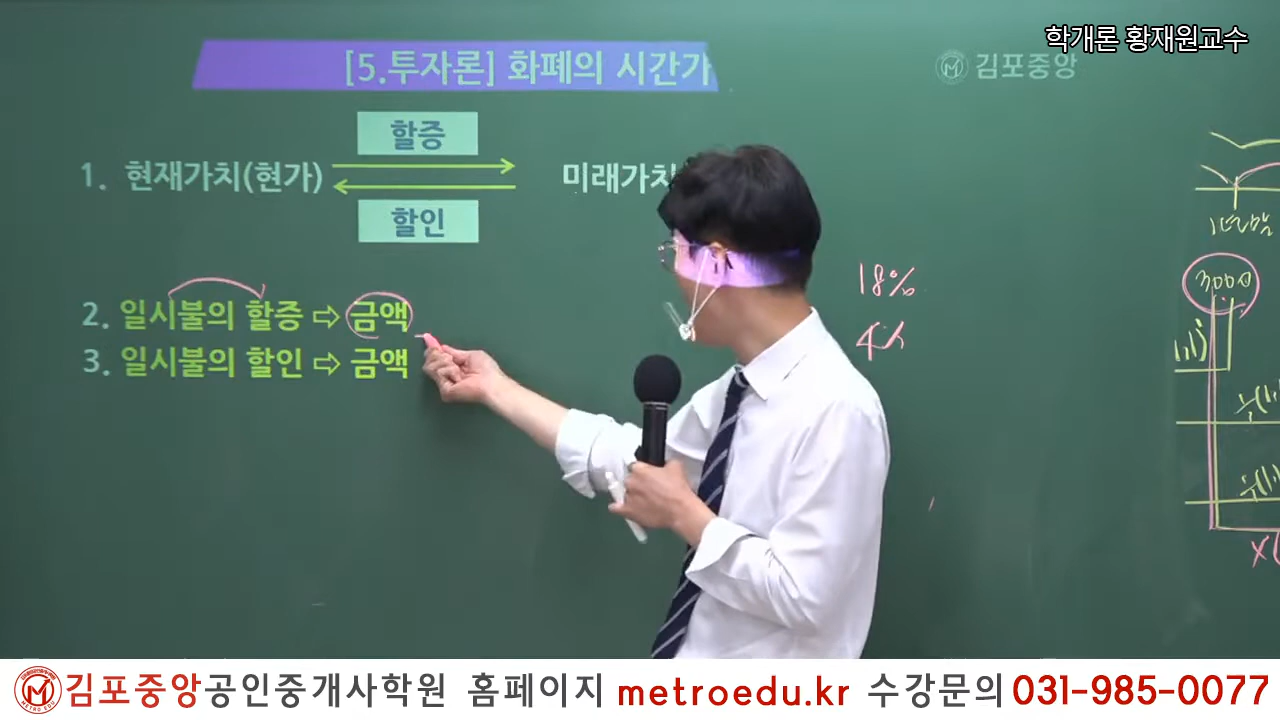 학개론 황재원교수
[5.투자론] 화폐의 시간가
김포중앙
할증
1. 현재가치(현가)
미래가치
할인
18%
3000
2. 일시불의 할증 ⇨ 금액
3. 일시불의 할인 ⇨ 금액
김포중앙공인중개사학원 홈페이지 metroedu.kr 수강문의 031-985-0077